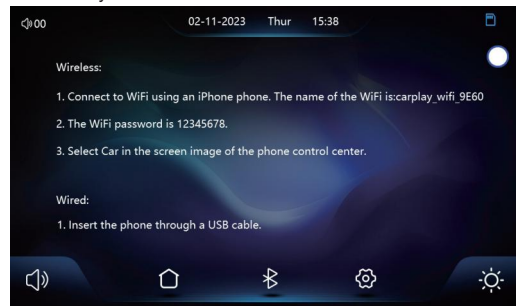 00
02-11-2023 Thur 15:38
Wireless:
1. Connect to WiFi using an iPhone phone. The name of the WiFi is:carplay_wifi_9E60
2. The WiFi password is 12345678.
3. Select Car in the screen image of the phone control center.
Wired:
1. Insert the phone through a USB cable.